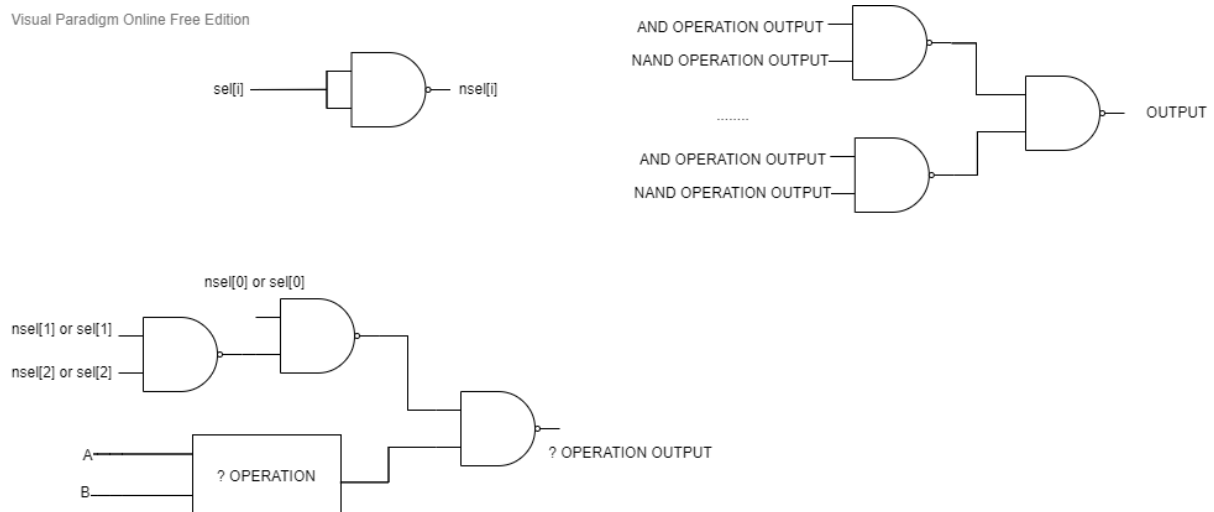 Visual Paradigm Online Free Edition
sel[i]
nsel[i]
AND OPERATION OUTPUT
NAND OPERATION OUTPUT
OUTPUT
........
AND OPERATION OUTPUT
NAND OPERATION OUTPUT
nsel[0] or sel[0]
nsel[1] or sel[1]
nsel[2] or sel[2]
A
? OPERATION
B
? OPERATION OUTPUT